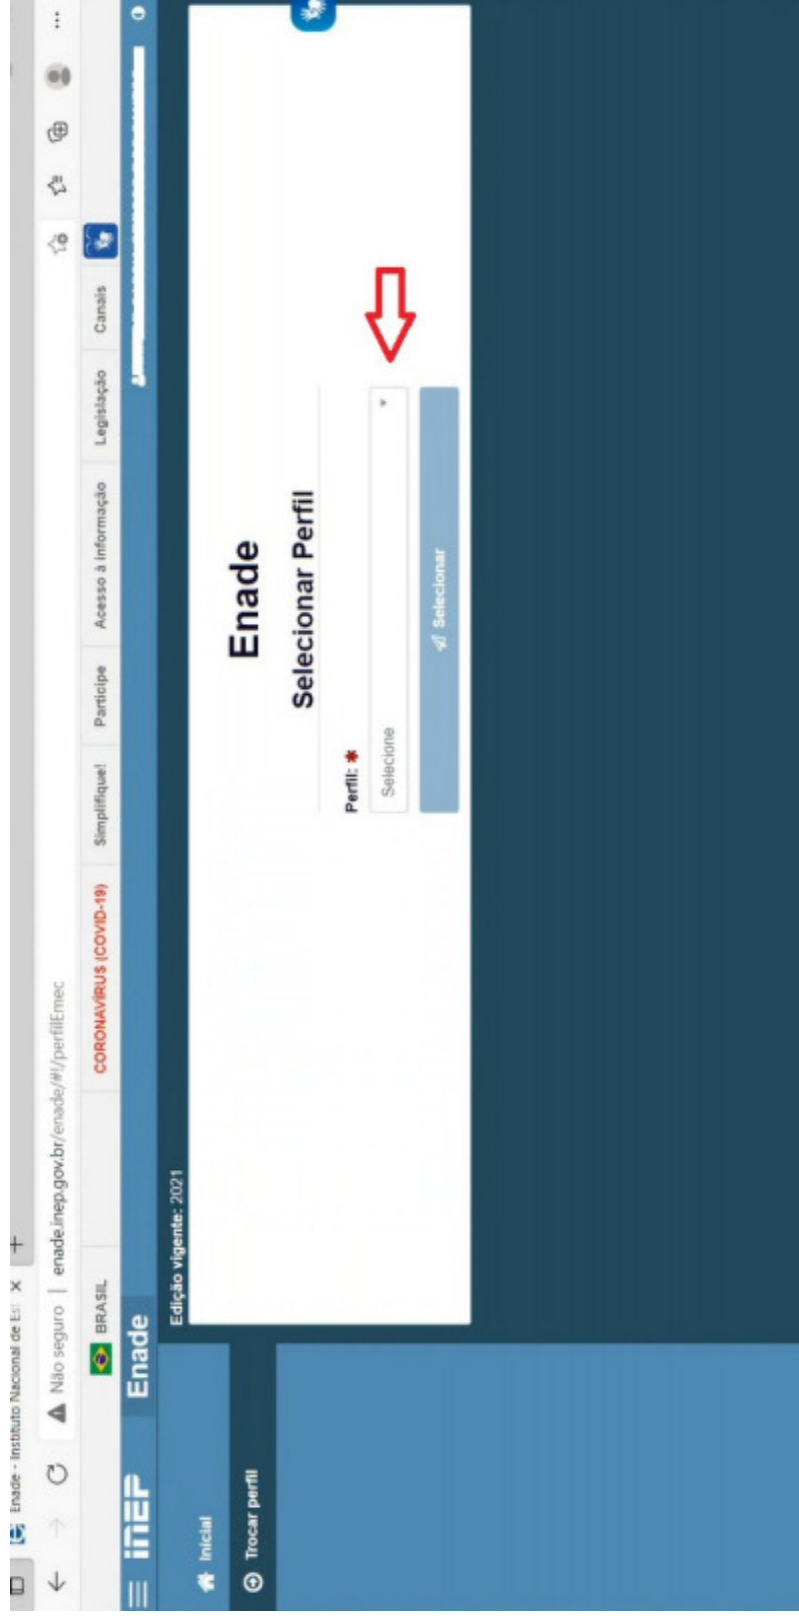 Enade - Instituto Nacional de Es
Não seguro | enade.inep.gov.br/enade/#!/perfilEmec
BRASIL
CORONAVÍRUS (COVID-19)
Simplifique!
Participe
Acesso à informação
Legislação
Canais
inep
Enade
Inicial
Trocar perfil
Edição vigente: 2021
Enade
Selecionar Perfil
Perfil: *
Selecione
Selecionar